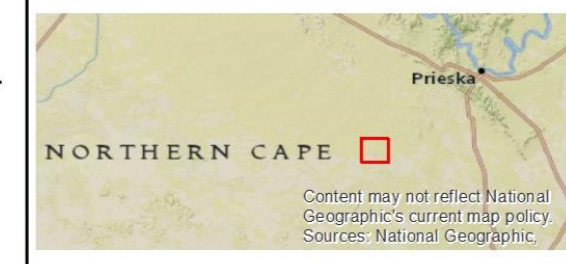 Prieska
NORTHERN CAPE
Content may not reflect National
Geographic's current map policy.
Sources: National Geographic,